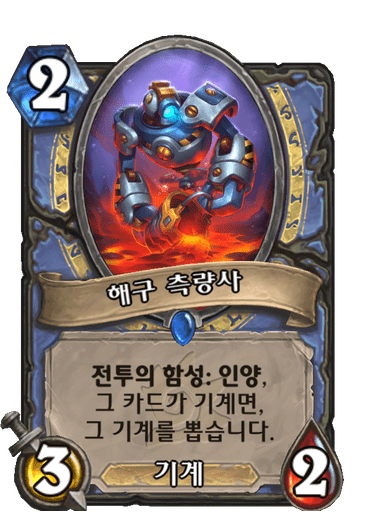 2
해구 측량사
전투의 함성: 인양,
그 카드가 기계면,
그 기계를 뽑습니다.
3
기계
2